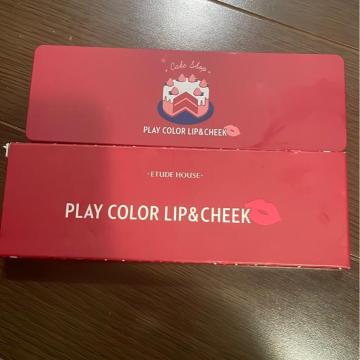 Cake Shop
PLAY COLOR LIP&CHEEK
·ETUDE HOUSE·
PLAY COLOR LIP&CHEEK